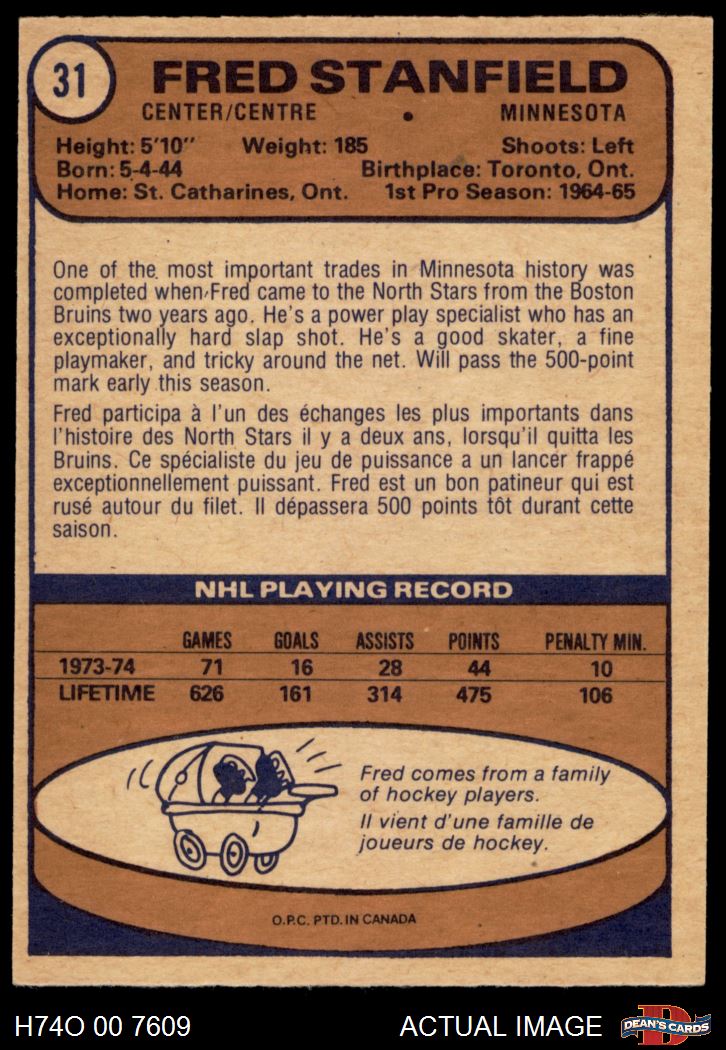 31
FRED STANFIELD
CENTER/CENTRE • MINNESOTA
Height: 5'10" Weight: 185 Shoots: Left
Born: 5-4-44 Birthplace: Toronto, Ont.
Home: St. Catharines, Ont. 1st Pro Season: 1964-65
One of the most important trades in Minnesota history was
completed when Fred came to the North Stars from the Boston
Bruins two years ago. He's a power play specialist who has an
exceptionally hard slap shot. He's a good skater, a fine
playmaker, and tricky around the net. Will pass the 500-point
mark early this season.
Fred participa à l'un des échanges les plus importants dans
l'histoire des North Stars il y a deux ans, lorsqu'il quitta les
Bruins. Ce spécialiste du jeu de puissance a un lancer frappé
exceptionnellement puissant. Fred est un bon patineur qui est
rusé autour du filet. Il dépassera 500 points tôt durant cette
saison.
NHL PLAYING RECORD
GAMES GOALS ASSISTS POINTS PENALTY MIN.
1973-74 71 16 28 44 10
LIFETIME 626 161 314 475 106
Fred comes from a family
of hockey players.
Il vient d'une famille de
joueurs de hockey.
O.P.C. PTD. IN CANADA
H74O 00 7609 ACTUAL IMAGE
D
DEAN'S CARDS